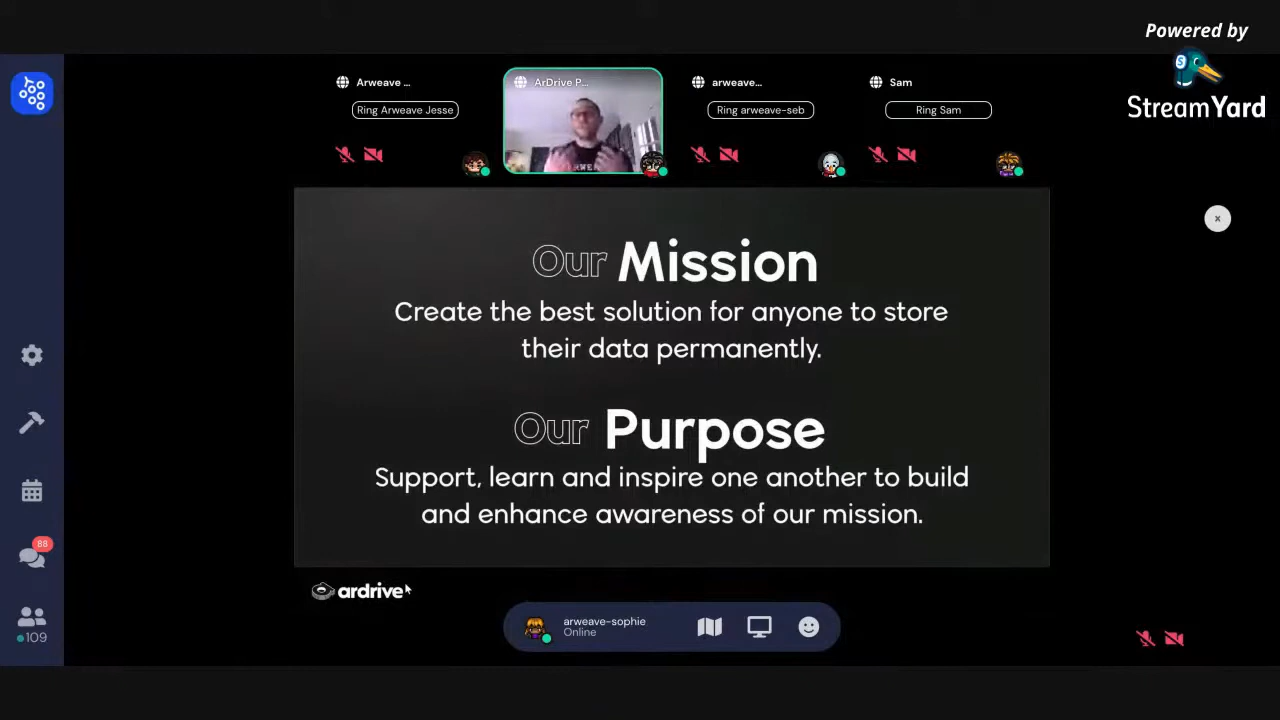 Powered by
StreamYard
Arweave ...
Ring Arweave Jesse
ArDrive P...
arweave...
Ring arweave-seb
Sam
Ring Sam
Our Mission
Create the best solution for anyone to store
their data permanently.
Our Purpose
Support, learn and inspire one another to build
and enhance awareness of our mission.
88
109
ardrive
arweave-sophie
Online